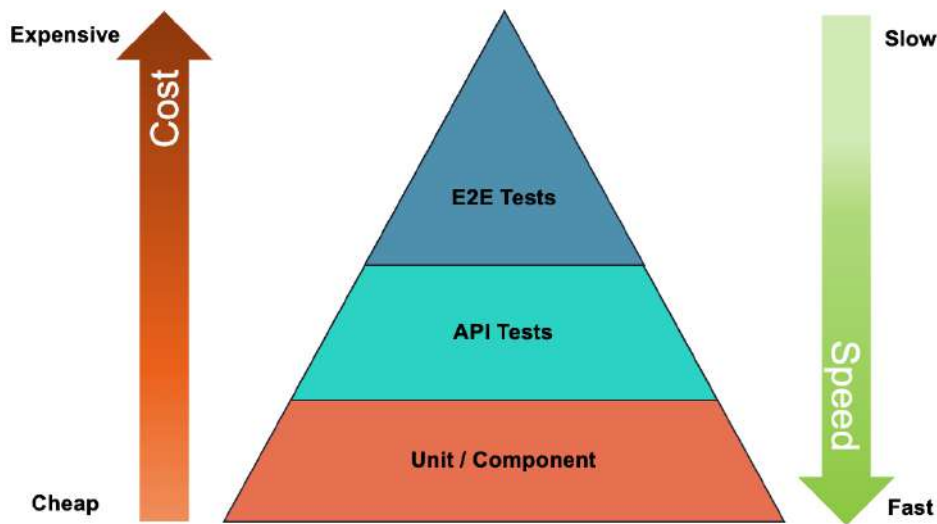 Expensive
Cost
Slow
E2E Tests
API Tests
Speed
Unit / Component
Cheap
Fast